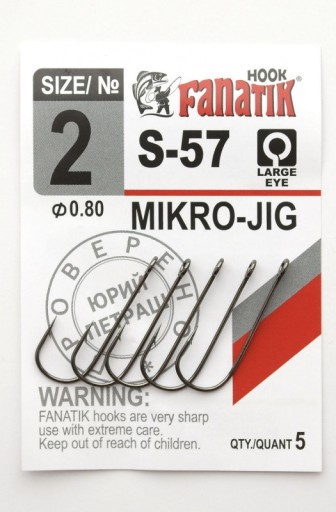 SIZE/ №
2
Ø0.80
HOOK
FANATIK
S-57
LARGE
EYE
MIKRO-JIG
ПРОВЕРЕНО
ЮРИЙ
ПЕТРАШ
WARNING:
FANATIK hooks are very sharp
use with extreme care.
Keep out of reach of children.
QTY./QUANT 5